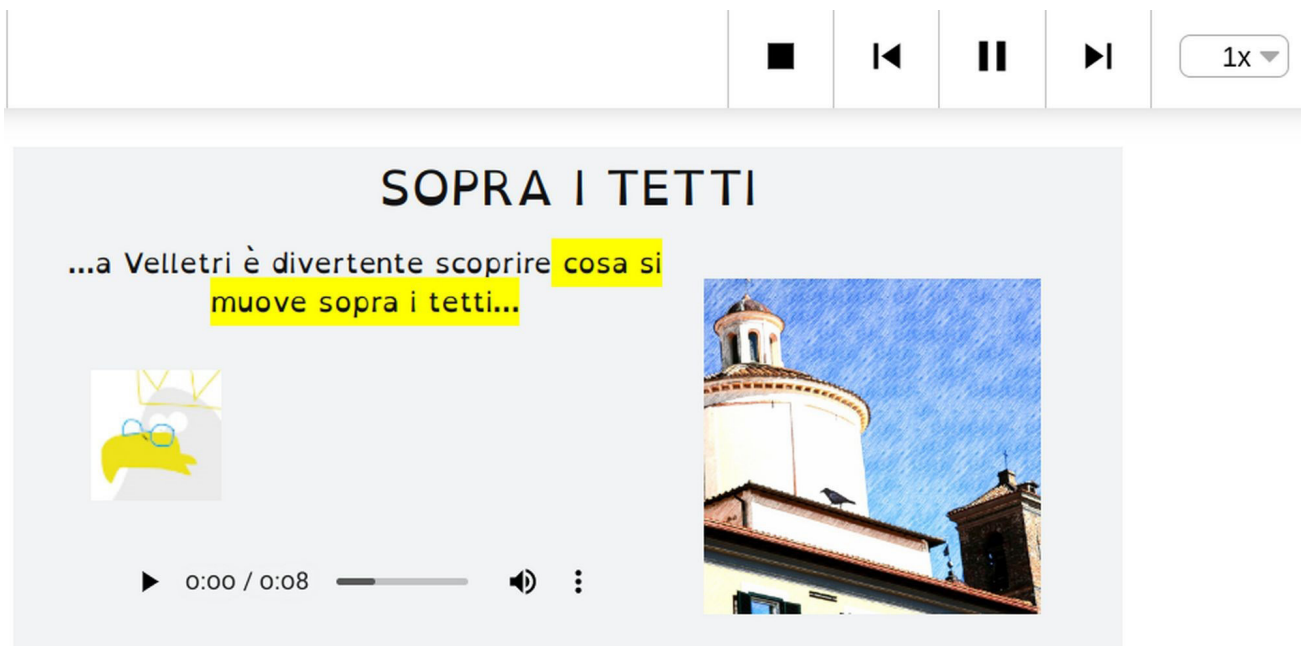 1x
SOPRA I TETTI
...a Velletri è divertente scoprire cosa si
muove sopra i tetti...
0:00 / 0:08